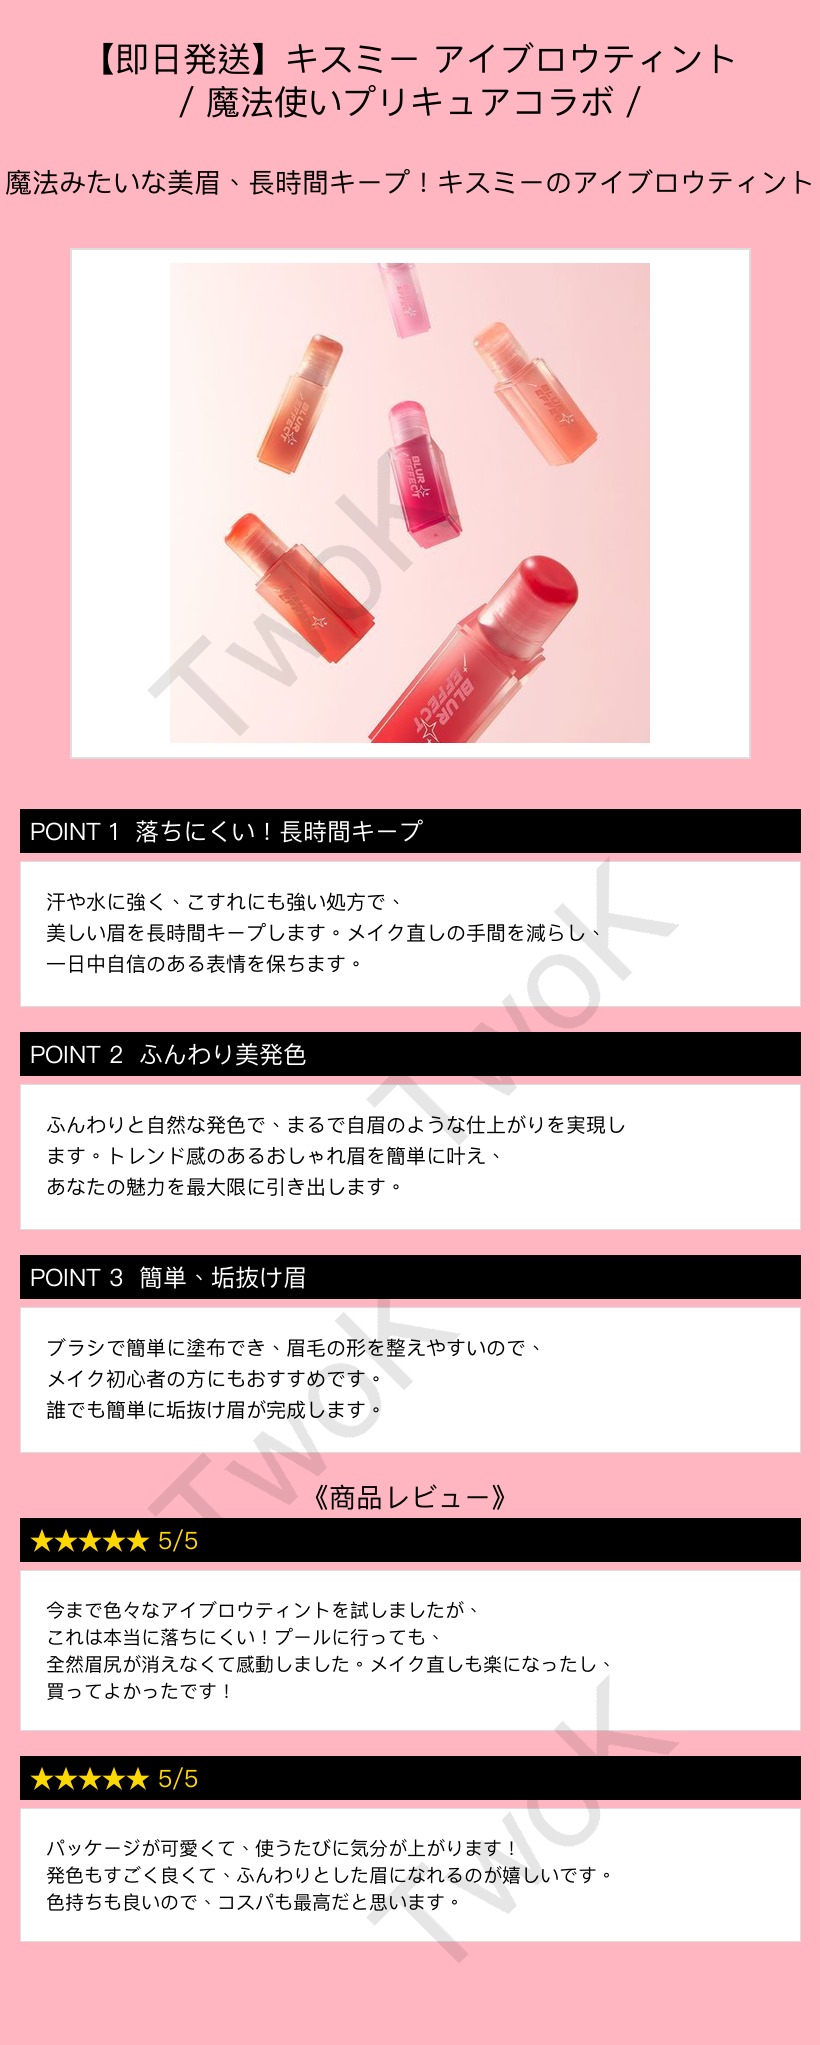 【即日発送】キスミー アイブロウティント
/ 魔法使いプリキュアコラボ /
魔法みたいな美眉、長時間キープ！キスミーのアイブロウティント
BLUR EFFECT
BLUR EFFECT
BLUR EFFECT
BLUR EFFECT
TwoK
POINT 1 落ちにくい！長時間キープ
汗や水に強く、こすれにも強い処方で、
美しい眉を長時間キープします。メイク直しの手間を減らし、
一日中自信のある表情を保ちます。
TwoK
POINT 2 ふんわり美発色
ふんわりと自然な発色で、まるで自眉のような仕上がりを実現し
ます。トレンド感のあるおしゃれ眉を簡単に叶え、
あなたの魅力を最大限に引き出します。
POINT 3 簡単、垢抜け眉
ブラシで簡単に塗布でき、眉毛の形を整えやすいので、
メイク初心者の方にもおすすめです。
誰でも簡単に垢抜け眉が完成します。
TwoK
《商品レビュー》
★★★★★ 5/5
今まで色々なアイブロウティントを試しましたが、
これは本当に落ちにくい！プールに行っても、
全然眉尻が消えなくて感動しました。メイク直しも楽になったし、
買ってよかったです！
★★★★★ 5/5
パッケージが可愛くて、使うたびに気分が上がります！
発色もすごく良くて、ふんわりとした眉になれるのが嬉しいです。
色持ちも良いので、コスパも最高だと思います。
TwoK